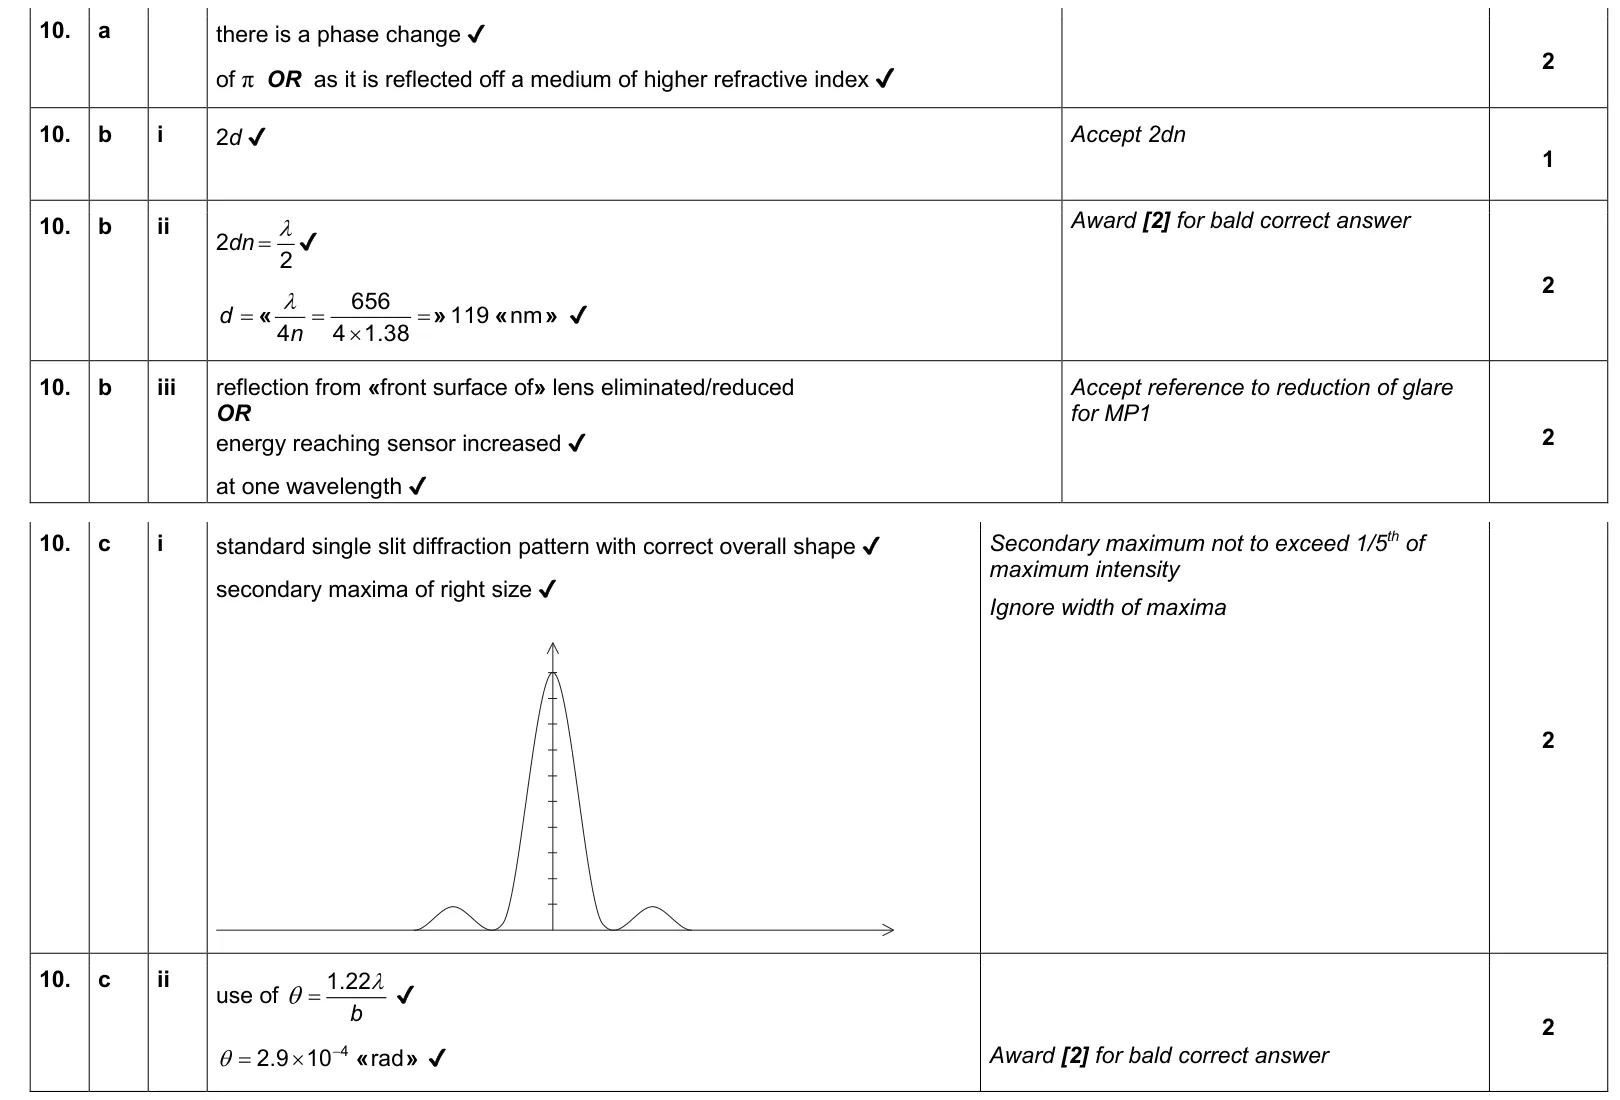 10. a there is a phase change ✔
of π OR as it is reflected off a medium of higher refractive index ✔
2
10. b i 2d ✔ Accept 2dn
1
10. b ii 2dn = λ/2 ✔ Award [2] for bald correct answer
d = «λ/4n = 656/(4×1.38) =» 119 «nm» ✔
2
10. b iii reflection from «front surface of» lens eliminated/reduced Accept reference to reduction of glare
OR for MP1
energy reaching sensor increased ✔
2
at one wavelength ✔
10. c i standard single slit diffraction pattern with correct overall shape ✔ Secondary maximum not to exceed 1/5th of
maximum intensity
secondary maxima of right size ✔
Ignore width of maxima
2
10. c ii use of θ = 1.22λ/b ✔
2
θ = 2.9×10⁻⁴ «rad» ✔ Award [2] for bald correct answer